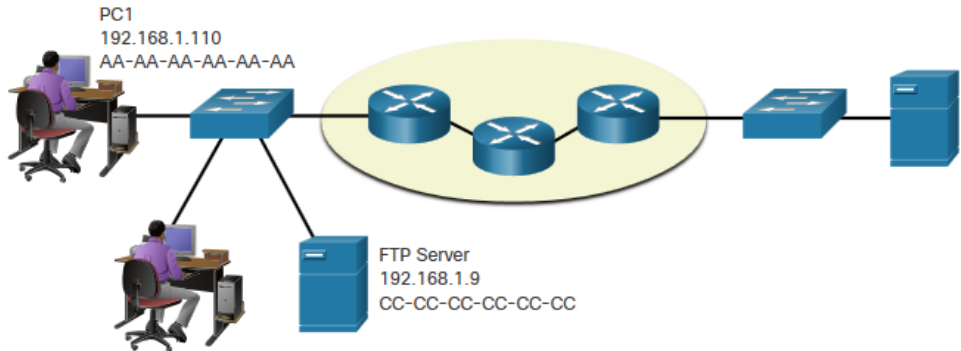 PC1
192.168.1.110
AA-AA-AA-AA-AA-AA
FTP Server
192.168.1.9
CC-CC-CC-CC-CC-CC